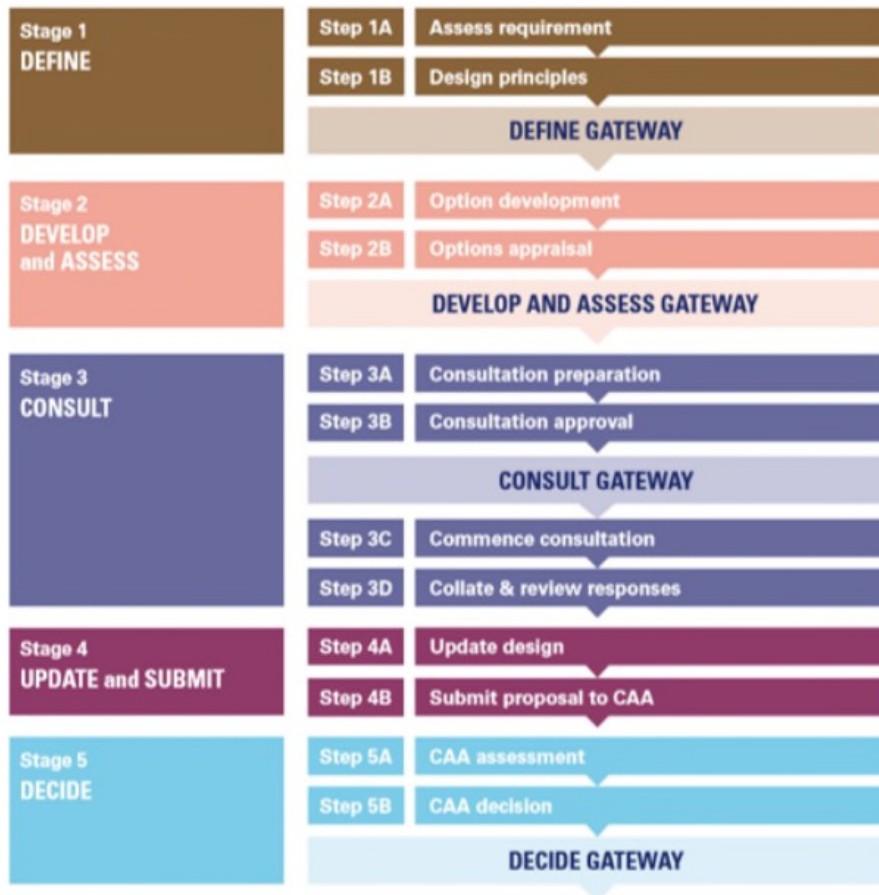 Stage 1
DEFINE
Step 1A Assess requirement
Step 1B Design principles
DEFINE GATEWAY
Stage 2
DEVELOP
and ASSESS
Step 2A Option development
Step 2B Options appraisal
DEVELOP AND ASSESS GATEWAY
Stage 3
CONSULT
Step 3A Consultation preparation
Step 3B Consultation approval
CONSULT GATEWAY
Step 3C Commence consultation
Step 3D Collate & review responses
Stage 4
UPDATE and SUBMIT
Step 4A Update design
Step 4B Submit proposal to CAA
Stage 5
DECIDE
Step 5A CAA assessment
Step 5B CAA decision
DECIDE GATEWAY